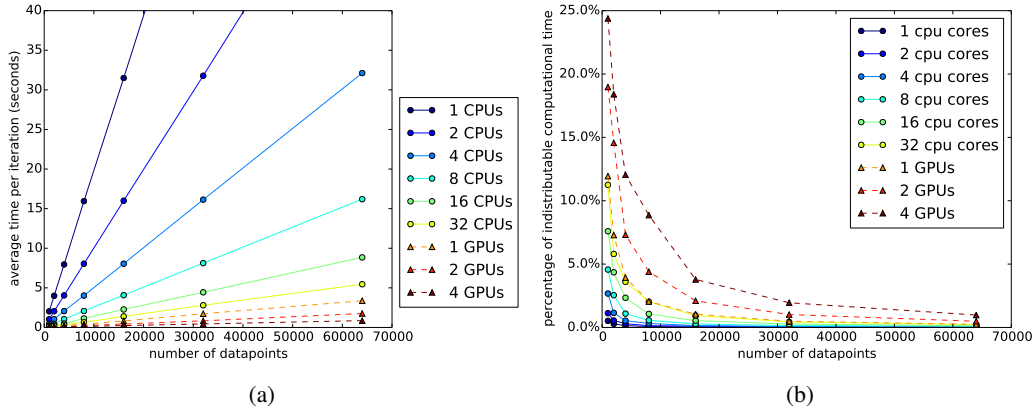 40
35
30
25
20
15
10
5
0
0
10000
20000
30000
40000
50000
60000
70000
average time per iteration (seconds)
number of datapoints
1 CPUs
2 CPUs
4 CPUs
8 CPUs
16 CPUs
32 CPUs
1 GPUs
2 GPUs
4 GPUs
(a)
25.0%
20.0%
15.0%
10.0%
5.0%
0.0%
0
10000
20000
30000
40000
50000
60000
70000
percentage of indistributable computational time
number of datapoints
1 cpu cores
2 cpu cores
4 cpu cores
8 cpu cores
16 cpu cores
32 cpu cores
1 GPUs
2 GPUs
4 GPUs
(b)